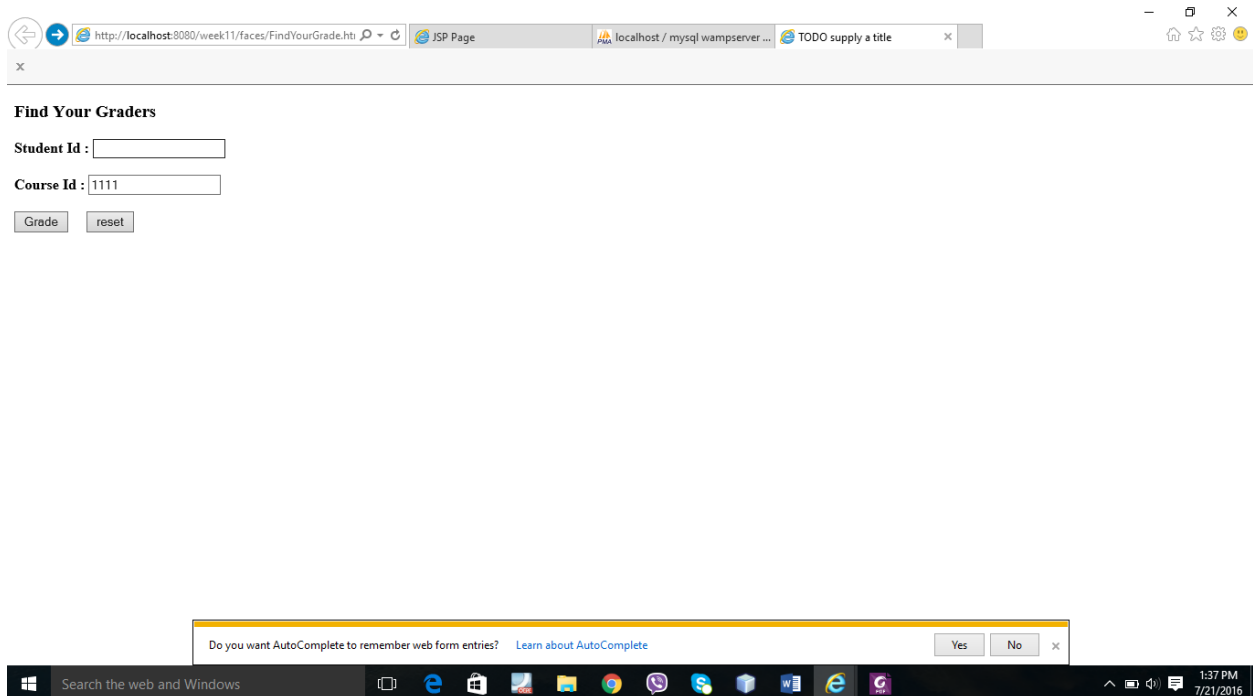 http://localhost:8080/week11/faces/FindYourGrade.htı
JSP Page
localhost / mysql wampserver ...
TODO supply a title
Find Your Graders
Student Id :
Course Id : 1111
Grade reset
Do you want AutoComplete to remember web form entries? Learn about AutoComplete Yes No
Search the web and Windows
1:37 PM
7/21/2016